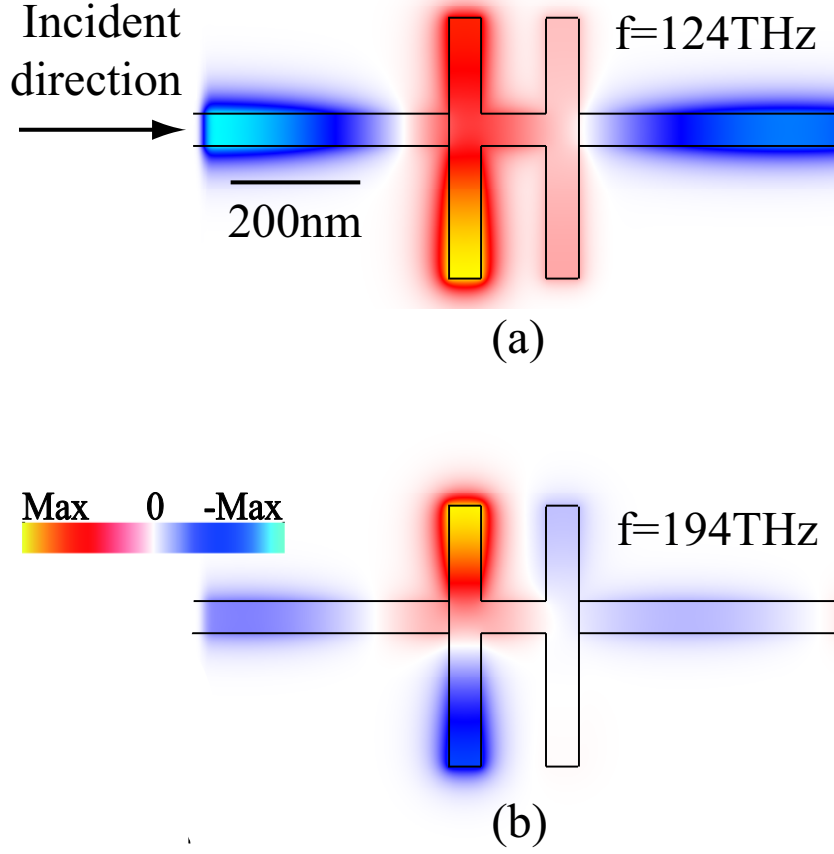 Incident
direction
f=124THz
200nm
(a)
Max 0 -Max
f=194THz
(b)